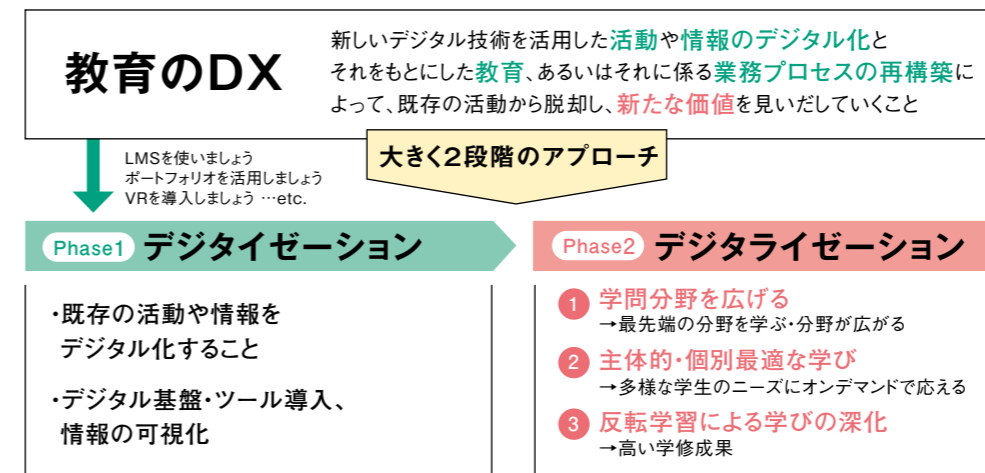 教育のDX
新しいデジタル技術を活用した活動や情報のデジタル化と
それをもとにした教育、あるいはそれに係る業務プロセスの再構築に
よって、既存の活動から脱却し、新たな価値を見いだしていくこと
大きく2段階のアプローチ
LMSを使いましょう
ポートフォリオを活用しましょう
VRを導入しましょう …etc.
Phase1 デジタイゼーション
・既存の活動や情報を
デジタル化すること
・デジタル基盤・ツール導入、
情報の可視化
Phase2 デジタライゼーション
1 学問分野を広げる
→最先端の分野を学ぶ・分野が広がる
2 主体的・個別最適な学び
→多様な学生のニーズにオンデマンドで応える
3 反転学習による学びの深化
→高い学修成果